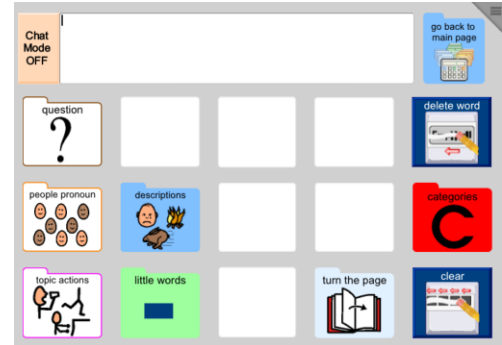 Chat
Mode
OFF
go back to
main page
question
delete word
people pronoun
descriptions
categories
C
topic actions
little words
turn the page
clear